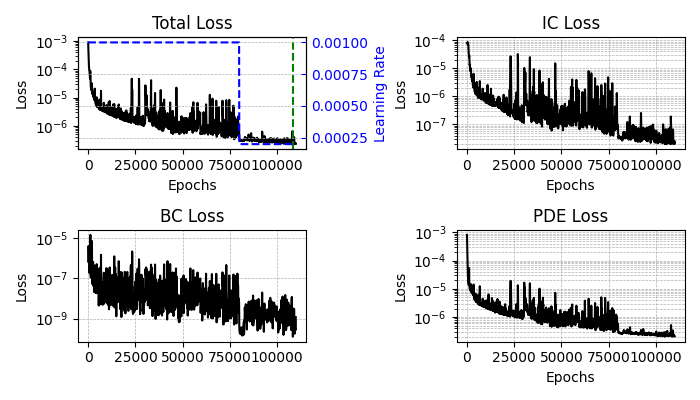 Total Loss
10⁻³
10⁻⁴
10⁻⁵
10⁻⁶
Loss
0 25000 50000 75000 100000
Epochs
0.00100
0.00075
0.00050
0.00025
Learning Rate
IC Loss
10⁻⁴
10⁻⁵
10⁻⁶
10⁻⁷
Loss
0 25000 50000 75000 100000
Epochs
BC Loss
10⁻⁵
10⁻⁷
10⁻⁹
Loss
0 25000 50000 75000 100000
PDE Loss
10⁻³
10⁻⁴
10⁻⁵
10⁻⁶
Loss
0 25000 50000 75000 100000
Epochs